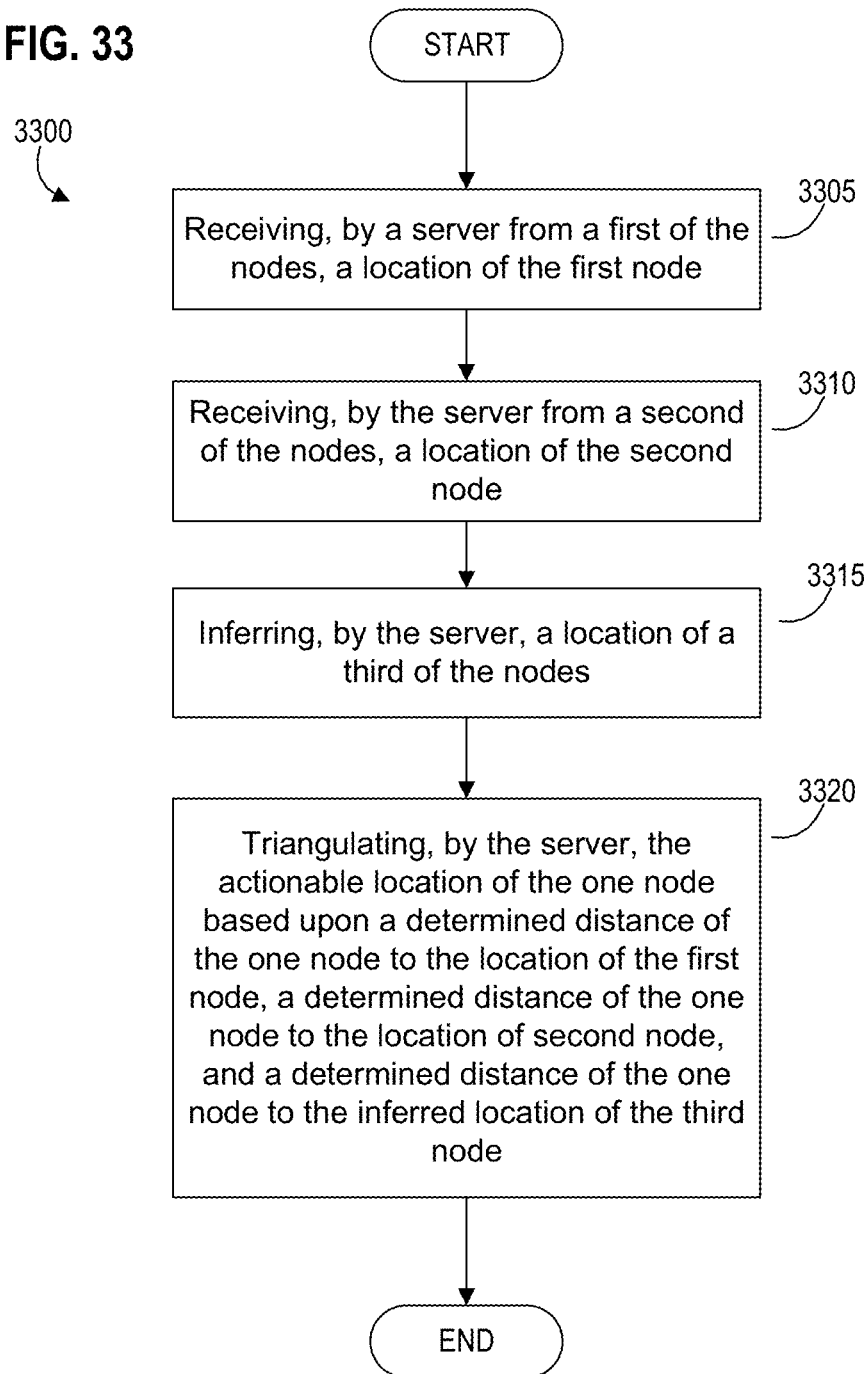 FIG. 33
START
3300
3305
Receiving, by a server from a first of the
nodes, a location of the first node
3310
Receiving, by the server from a second
of the nodes, a location of the second
node
3315
Inferring, by the server, a location of a
third of the nodes
3320
Triangulating, by the server, the
actionable location of the one node
based upon a determined distance of
the one node to the location of the first
node, a determined distance of the one
node to the location of second node,
and a determined distance of the one
node to the inferred location of the third
node
END